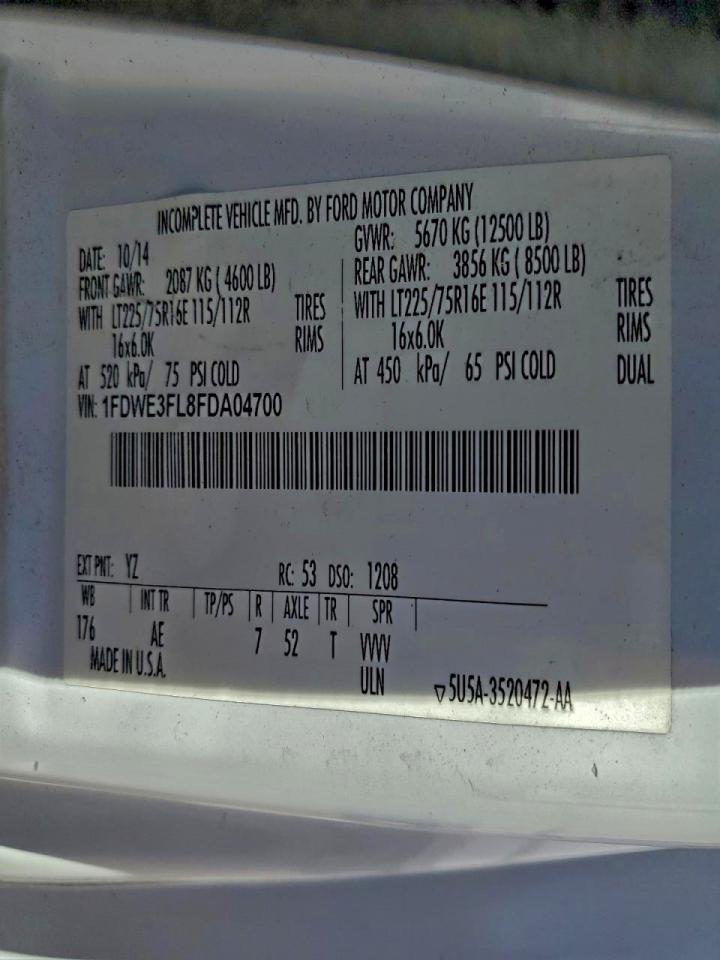 INCOMPLETE VEHICLE MFD. BY FORD MOTOR COMPANY
DATE: 10/14
GVWR: 5670 KG (12500 LB)
FRONT GAWR: 2087 KG ( 4600 LB)
REAR GAWR: 3856 KG ( 8500 LB)
WITH LT225/75R16E 115/112R TIRES
WITH LT225/75R16E 115/112R TIRES
16x6.0K RIMS
16x6.0K RIMS
AT 520 kPa/ 75 PSI COLD
AT 450 kPa/ 65 PSI COLD DUAL
VIN: 1FDWE3FL8FDA04700
EXT PNT: YZ RC: 53 DSO: 1208
WB INT TR TP/PS R AXLE TR SPR
176 AE 7 52 T VVVV
MADE IN U.S.A. ULN 5U5A-3520472-AA